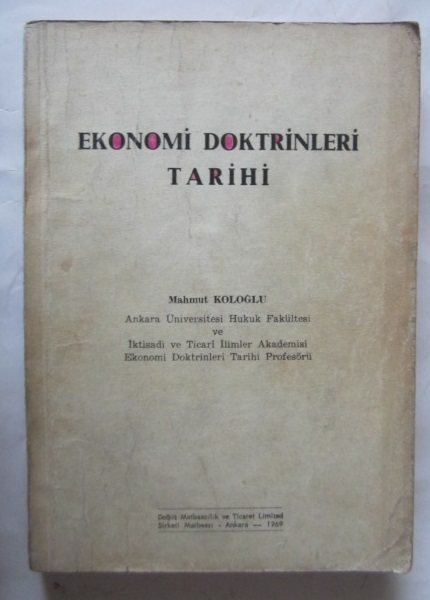 EKONOMİ DOKTRİNLERİ
TARİHİ
Mahmut KOLOĞLU
Ankara Üniversitesi Hukuk Fakültesi
ve
İktisadi ve Ticarî İlimler Akademisi
Ekonomi Doktrinleri Tarihi Profesörü
Matbaacılık ve Ticaret Limited
Şirketi Matbaası - Ankara — 1969